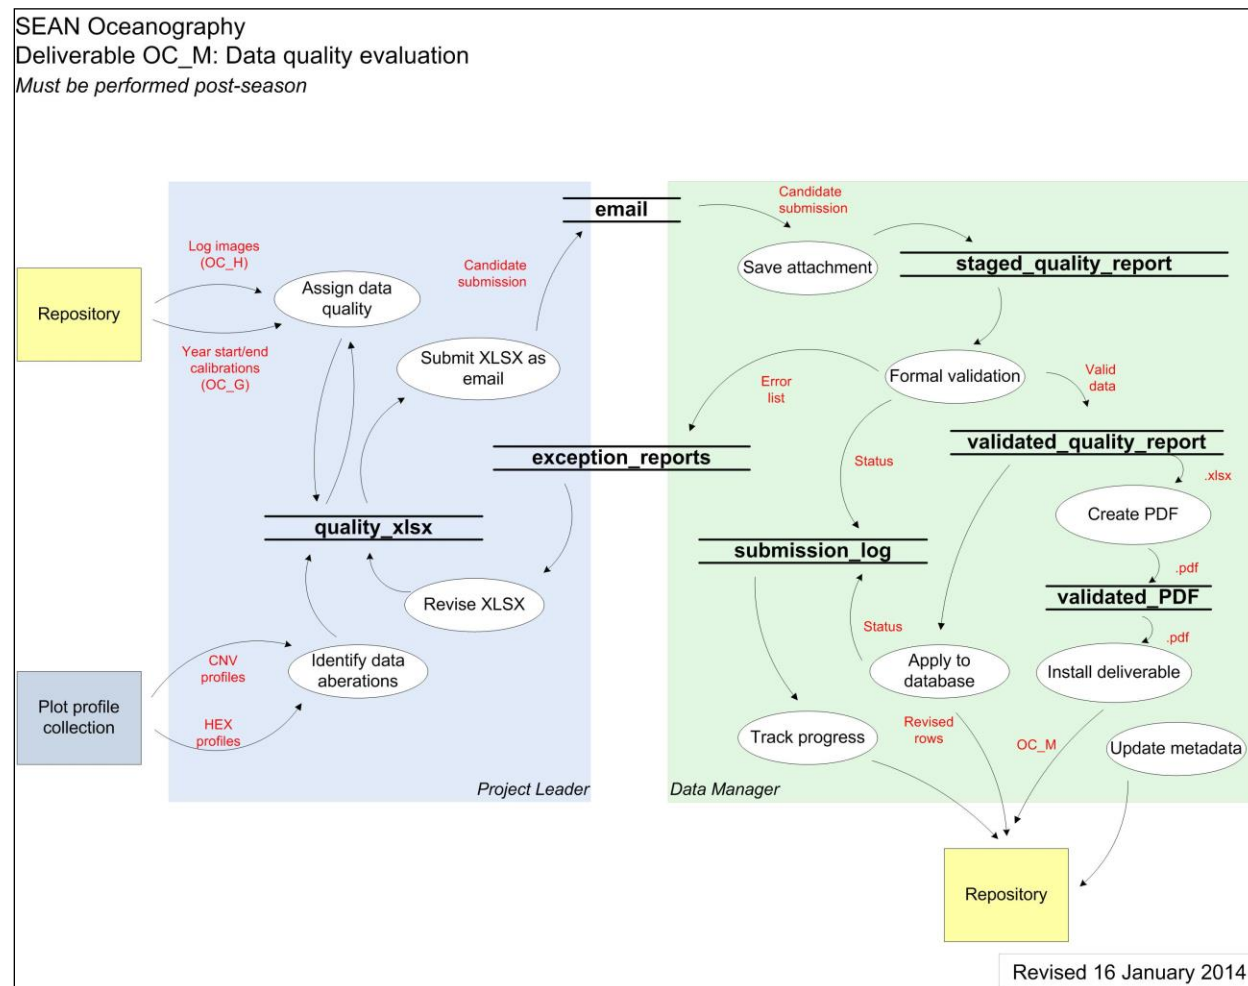 SEAN Oceanography
Deliverable OC_M: Data quality evaluation
Must be performed post-season
Repository
Log images
(OC_H)
Year start/end
calibrations
(OC_G)
Assign data
quality
Candidate
submission
Submit XLSX as
email
email
Candidate
submission
Save attachment
staged_quality_report
Formal validation
Error
list
Valid
data
exception_reports
Status
validated_quality_report
.xlsx
Create PDF
quality_xlsx
submission_log
.pdf
validated_PDF
Revise XLSX
Status
.pdf
Plot profile
collection
CNV
profiles
HEX
profiles
Identify data
aberations
Apply to
database
Install deliverable
Track progress
Revised
rows
OC_M
Update metadata
Project Leader
Data Manager
Repository
Revised 16 January 2014